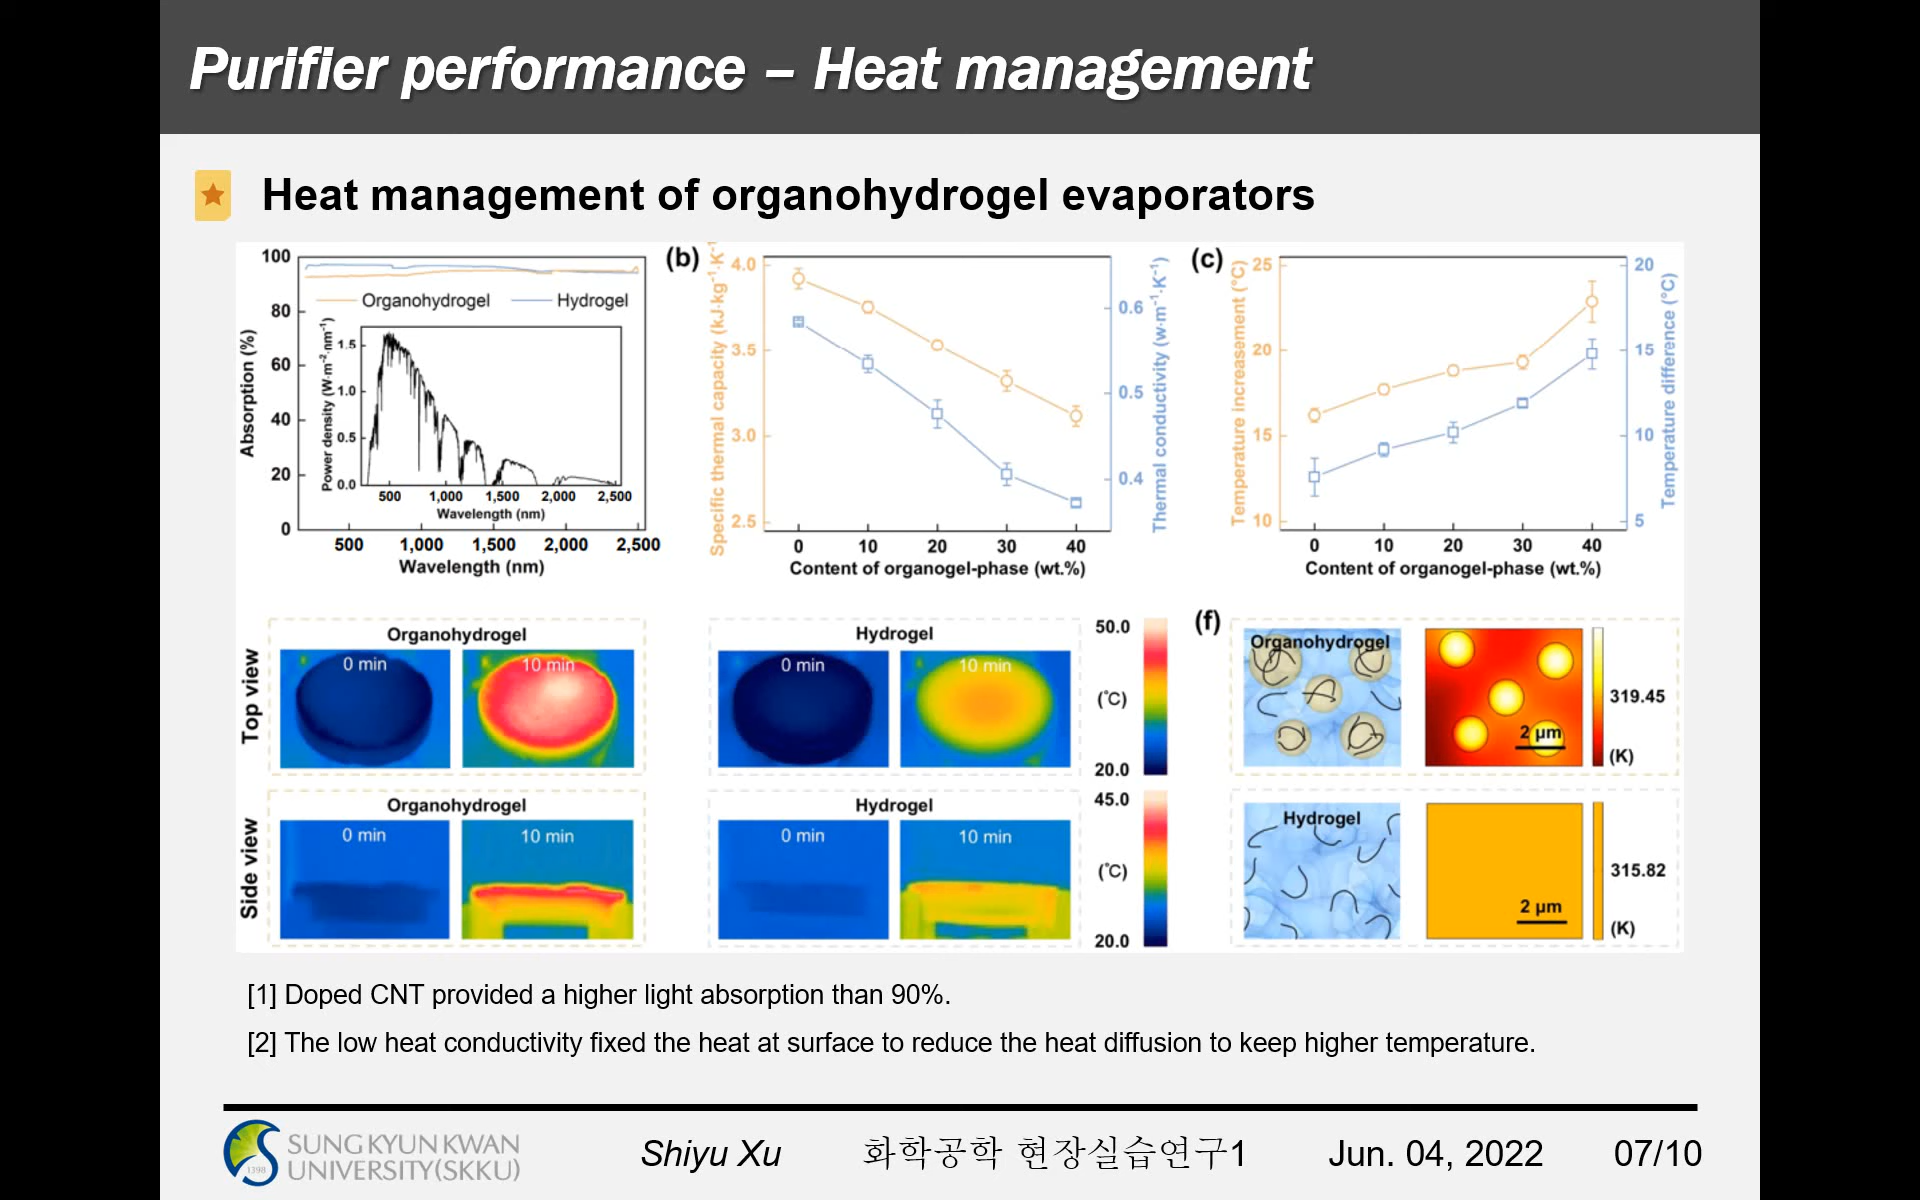 Purifier performance – Heat management
Heat management of organohydrogel evaporators
100
80
60
40
20
0
Absorption (%)
Organohydrogel
Hydrogel
Power density (W·m⁻²·nm⁻¹)
1.5
1.0
0.5
0.0
500 1,000 1,500 2,000 2,500
Wavelength (nm)
500 1,000 1,500 2,000 2,500
Wavelength (nm)
(b)
Specific thermal capacity (kJ·kg⁻¹·K⁻¹)
4.0
3.5
3.0
2.5
0.6
0.5
0.4
Thermal conductivity (w·m⁻¹·K⁻¹)
0 10 20 30 40
Content of organogel-phase (wt.%)
(c)
Temperature increasement (°C)
25
20
15
10
20
15
10
5
Temperature difference (°C)
0 10 20 30 40
Content of organogel-phase (wt.%)
Top view
Organohydrogel
0 min
10 min
Hydrogel
0 min
10 min
50.0
(°C)
20.0
Side view
Organohydrogel
0 min
10 min
Hydrogel
0 min
10 min
45.0
(°C)
20.0
(f)
Organohydrogel
2 μm
319.45
(K)
Hydrogel
2 μm
315.82
(K)
[1] Doped CNT provided a higher light absorption than 90%.
[2] The low heat conductivity fixed the heat at surface to reduce the heat diffusion to keep higher temperature.
1398
SUNGKYUNKWAN
UNIVERSITY(SKKU)
Shiyu Xu
화학공학 현장실습연구1
Jun. 04, 2022
07/10